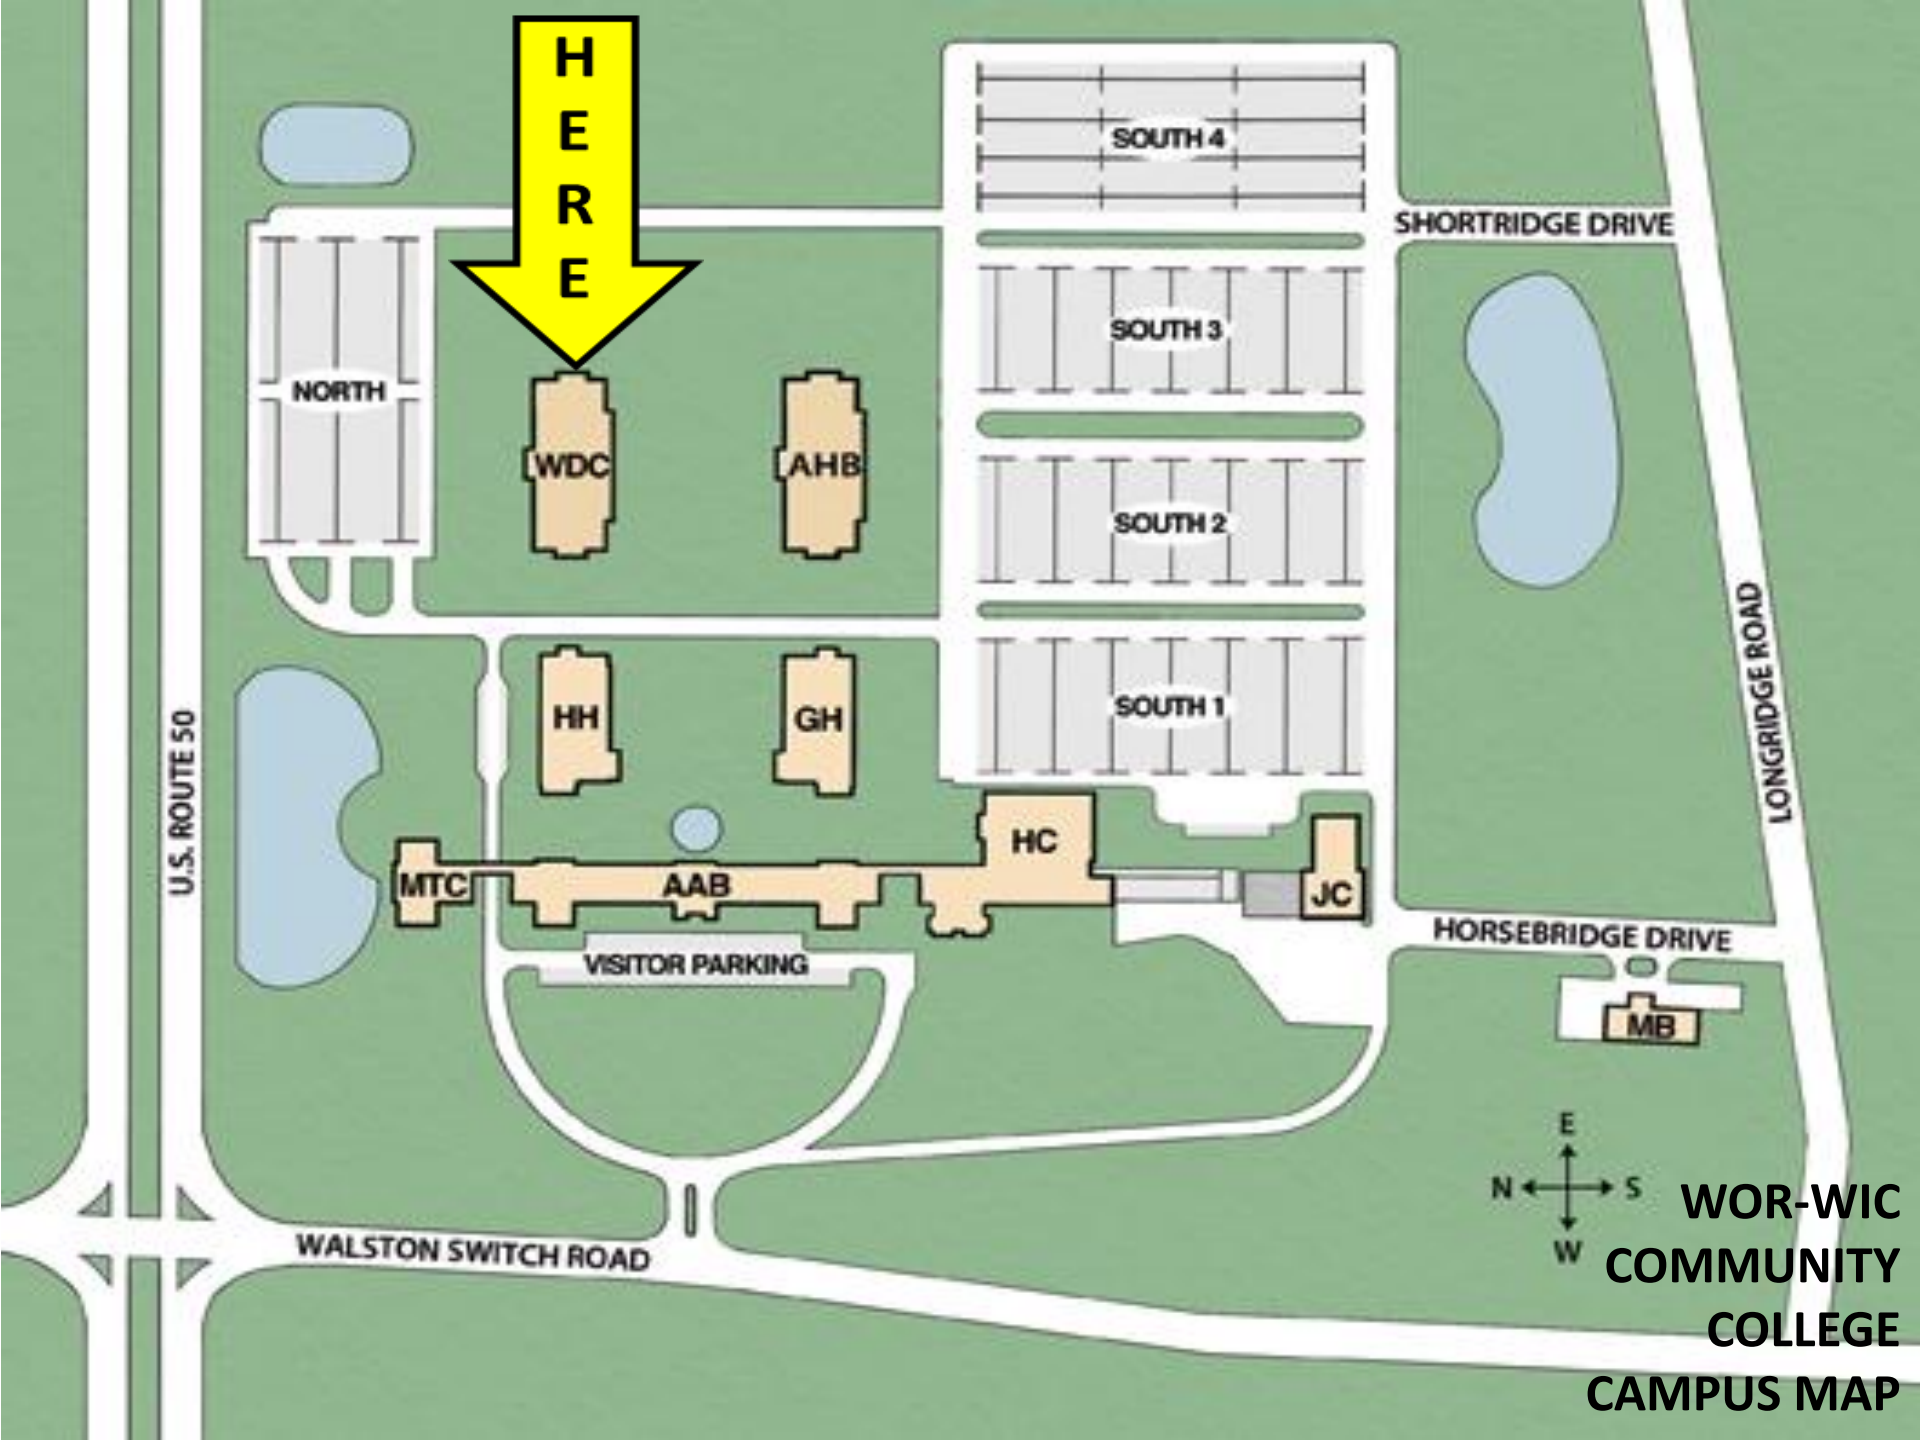 H
E
R
E
SOUTH 4
SHORTRIDGE DRIVE
SOUTH 3
NORTH
WDC
AHB
SOUTH 2
LONGRIDGE ROAD
HH
GH
SOUTH 1
U.S. ROUTE 50
HC
MTC
AAB
JC
HORSEBRIDGE DRIVE
VISITOR PARKING
MB
E
N
S
W
WALSTON SWITCH ROAD
WOR-WIC
COMMUNITY
COLLEGE
CAMPUS MAP